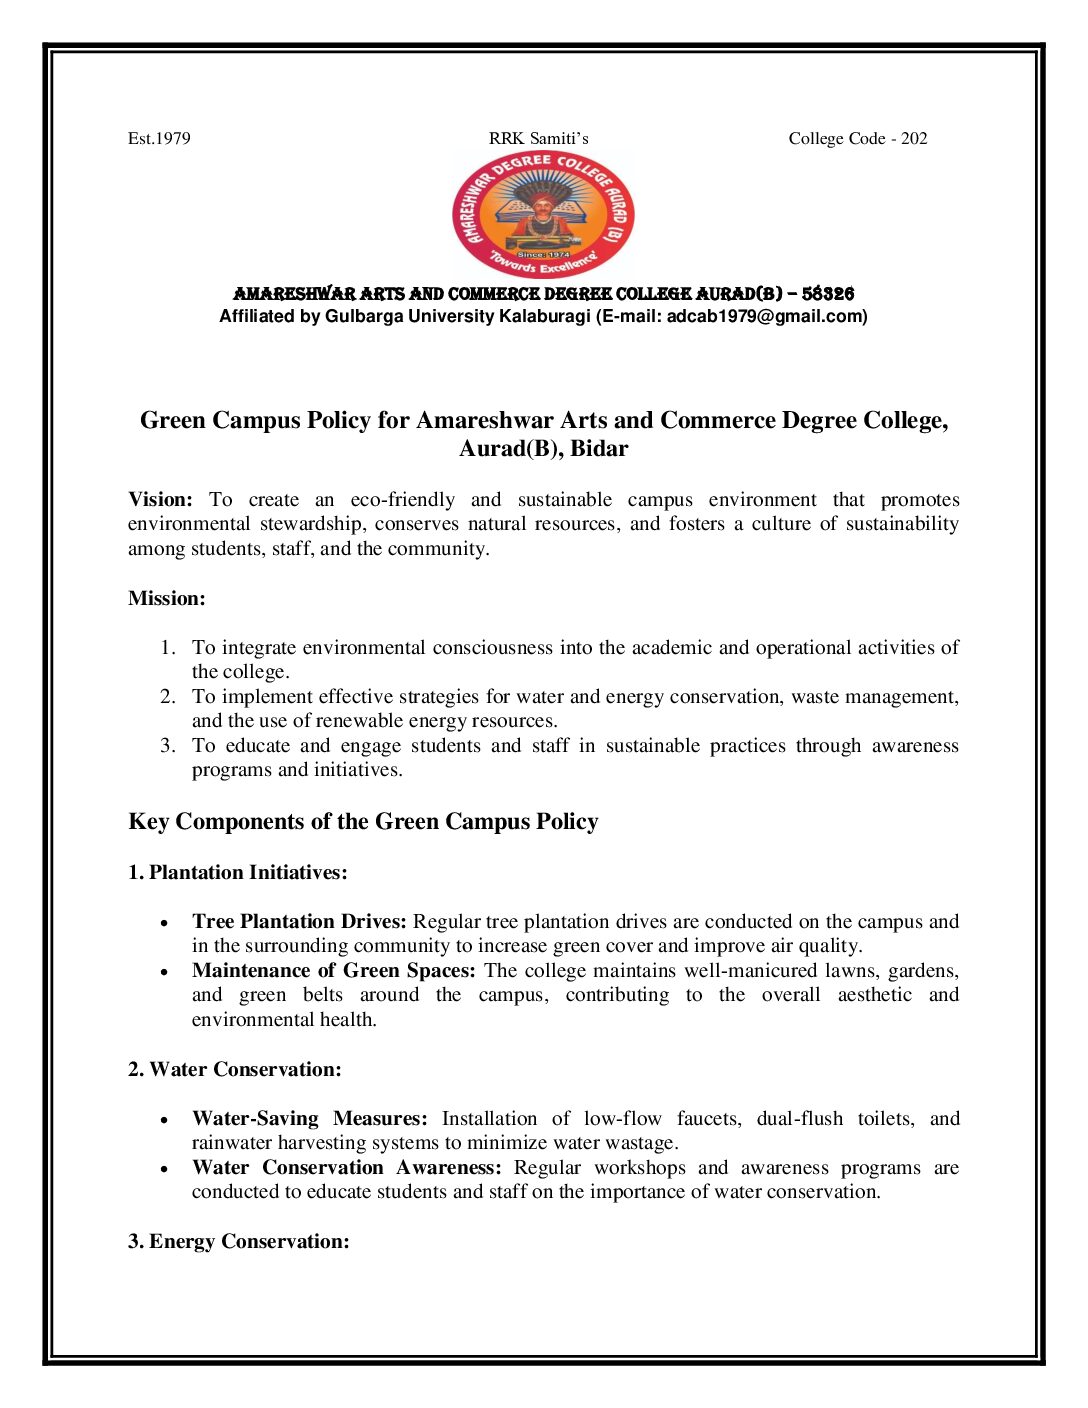 Est.1979 RRK Samiti’s College Code - 202
AMARESHWAR DEGREE COLLEGE AURAD (B)
Since: 1974
'Towards Excellence'
AMARESHWAR ARTS AND COMMERCE DEGREE COLLEGE AURAD(B) – 58326
Affiliated by Gulbarga University Kalaburagi (E-mail: adcab1979@gmail.com)
Green Campus Policy for Amareshwar Arts and Commerce Degree College,
Aurad(B), Bidar
Vision: To create an eco-friendly and sustainable campus environment that promotes
environmental stewardship, conserves natural resources, and fosters a culture of sustainability
among students, staff, and the community.
Mission:
1. To integrate environmental consciousness into the academic and operational activities of
the college.
2. To implement effective strategies for water and energy conservation, waste management,
and the use of renewable energy resources.
3. To educate and engage students and staff in sustainable practices through awareness
programs and initiatives.
Key Components of the Green Campus Policy
1. Plantation Initiatives:
• Tree Plantation Drives: Regular tree plantation drives are conducted on the campus and
in the surrounding community to increase green cover and improve air quality.
• Maintenance of Green Spaces: The college maintains well-manicured lawns, gardens,
and green belts around the campus, contributing to the overall aesthetic and
environmental health.
2. Water Conservation:
• Water-Saving Measures: Installation of low-flow faucets, dual-flush toilets, and
rainwater harvesting systems to minimize water wastage.
• Water Conservation Awareness: Regular workshops and awareness programs are
conducted to educate students and staff on the importance of water conservation.
3. Energy Conservation: